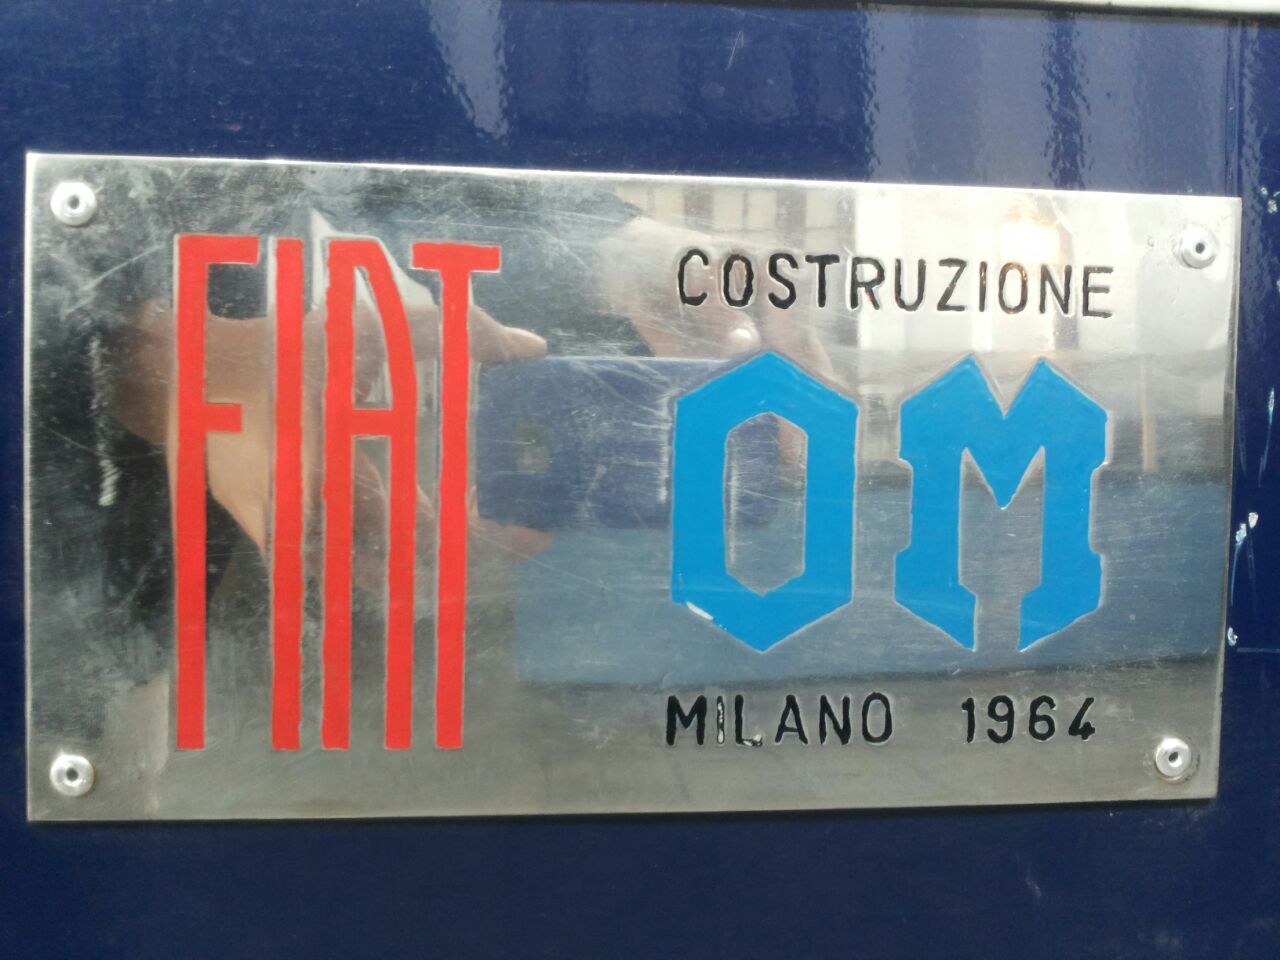 FIAT
COSTRUZIONE
OM
MILANO 1964